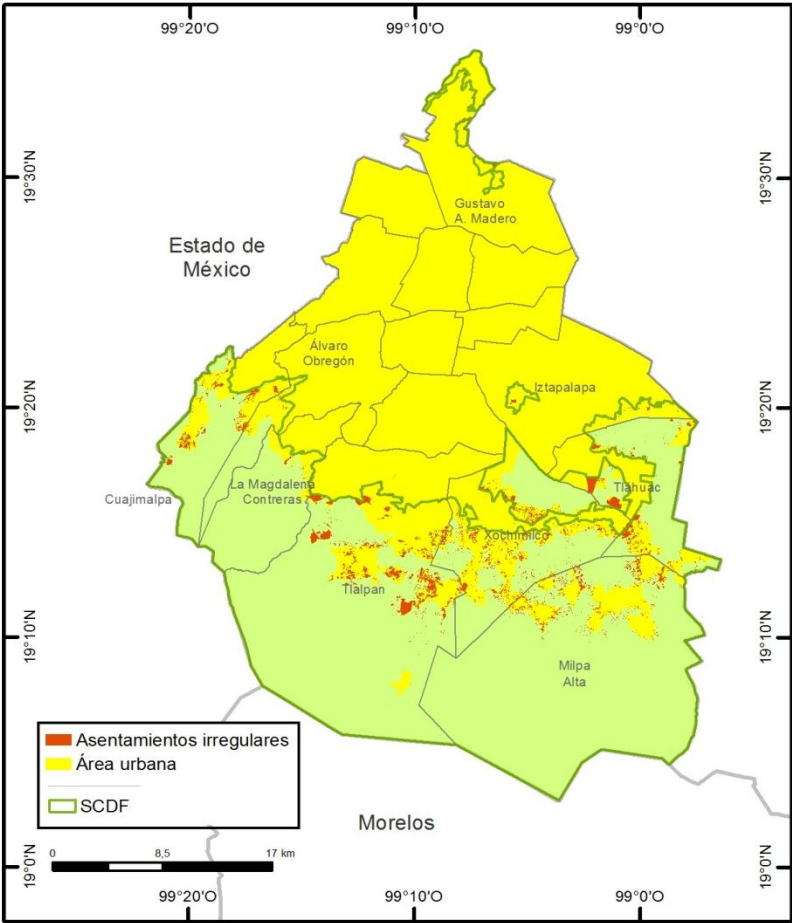 99°20'O
99°10'O
99°0'O
19°30'N
19°30'N
Gustavo
A. Madero
Estado de
México
Álvaro
Obregón
Iztapalapa
19°20'N
19°20'N
Cuajimalpa
La Magdalena
Contreras
Tláhuac
Xochimilco
Tlalpan
19°10'N
19°10'N
Milpa
Alta
Asentamientos irregulares
Área urbana
SCDF
Morelos
0
8,5
17 km
19°0'N
19°0'N
99°20'O
99°10'O
99°0'O